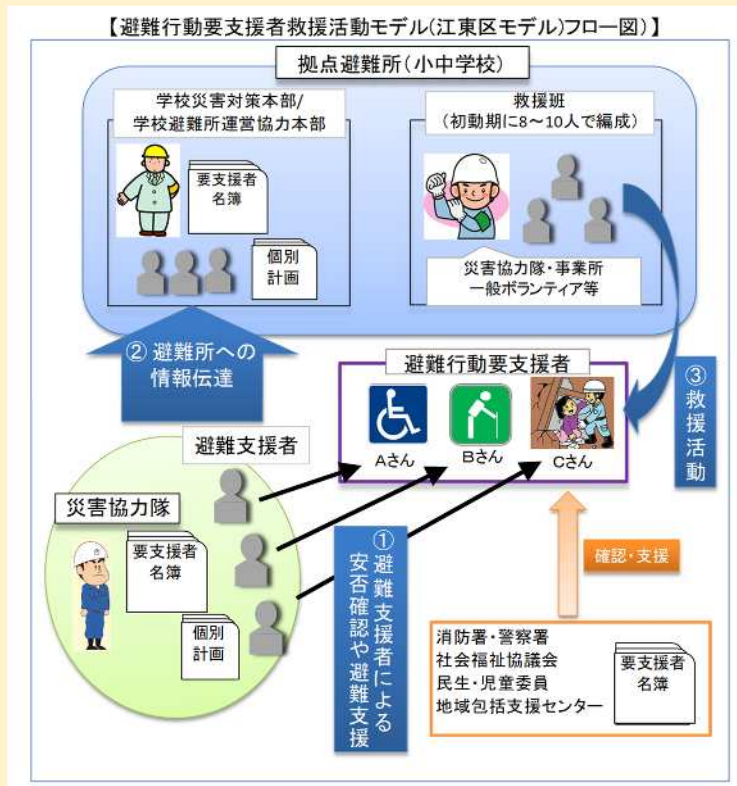 【避難行動要支援者救援活動モデル(江東区モデル)フロー図)】
拠点避難所(小中学校)
学校災害対策本部/
学校避難所運営協力本部
要支援者
名簿
個別
計画
救援班
(初動期に8～10人で編成)
災害協力隊・事業所
一般ボランティア等
② 避難所への
情報伝達
避難行動要支援者
Aさん
Bさん
Cさん
③救援活動
避難支援者
災害協力隊
要支援者
名簿
個別
計画
①避難支援者による
安否確認や避難支援
確認・支援
消防署・警察署
社会福祉協議会
民生・児童委員
地域包括支援センター
要支援者
名簿